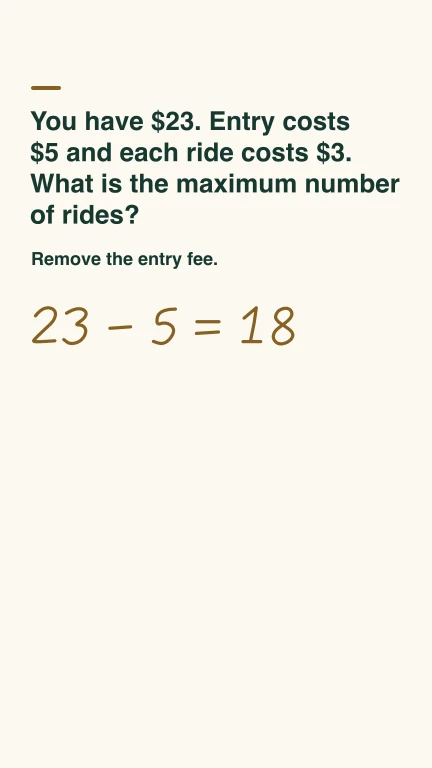 You have $23. Entry costs
$5 and each ride costs $3.
What is the maximum number
of rides?
Remove the entry fee.
23 − 5 = 18